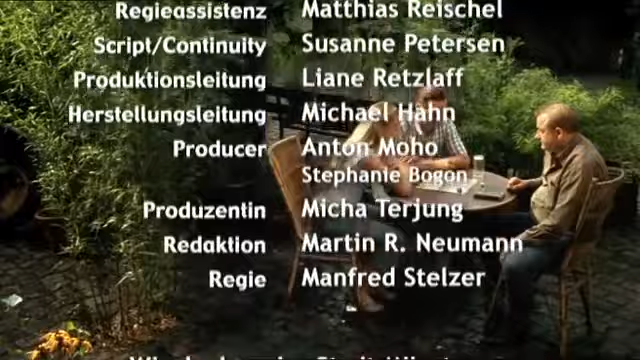 Regieassistenz Matthias Reischel
Script/Continuity Susanne Petersen
Produktionsleitung Liane Retzlaff
Herstellungsleitung Michael Hahn
Producer Anton Moho
Stephanie Bogon
Produzentin Micha Terjung
Redaktion Martin R. Neumann
Regie Manfred Stelzer